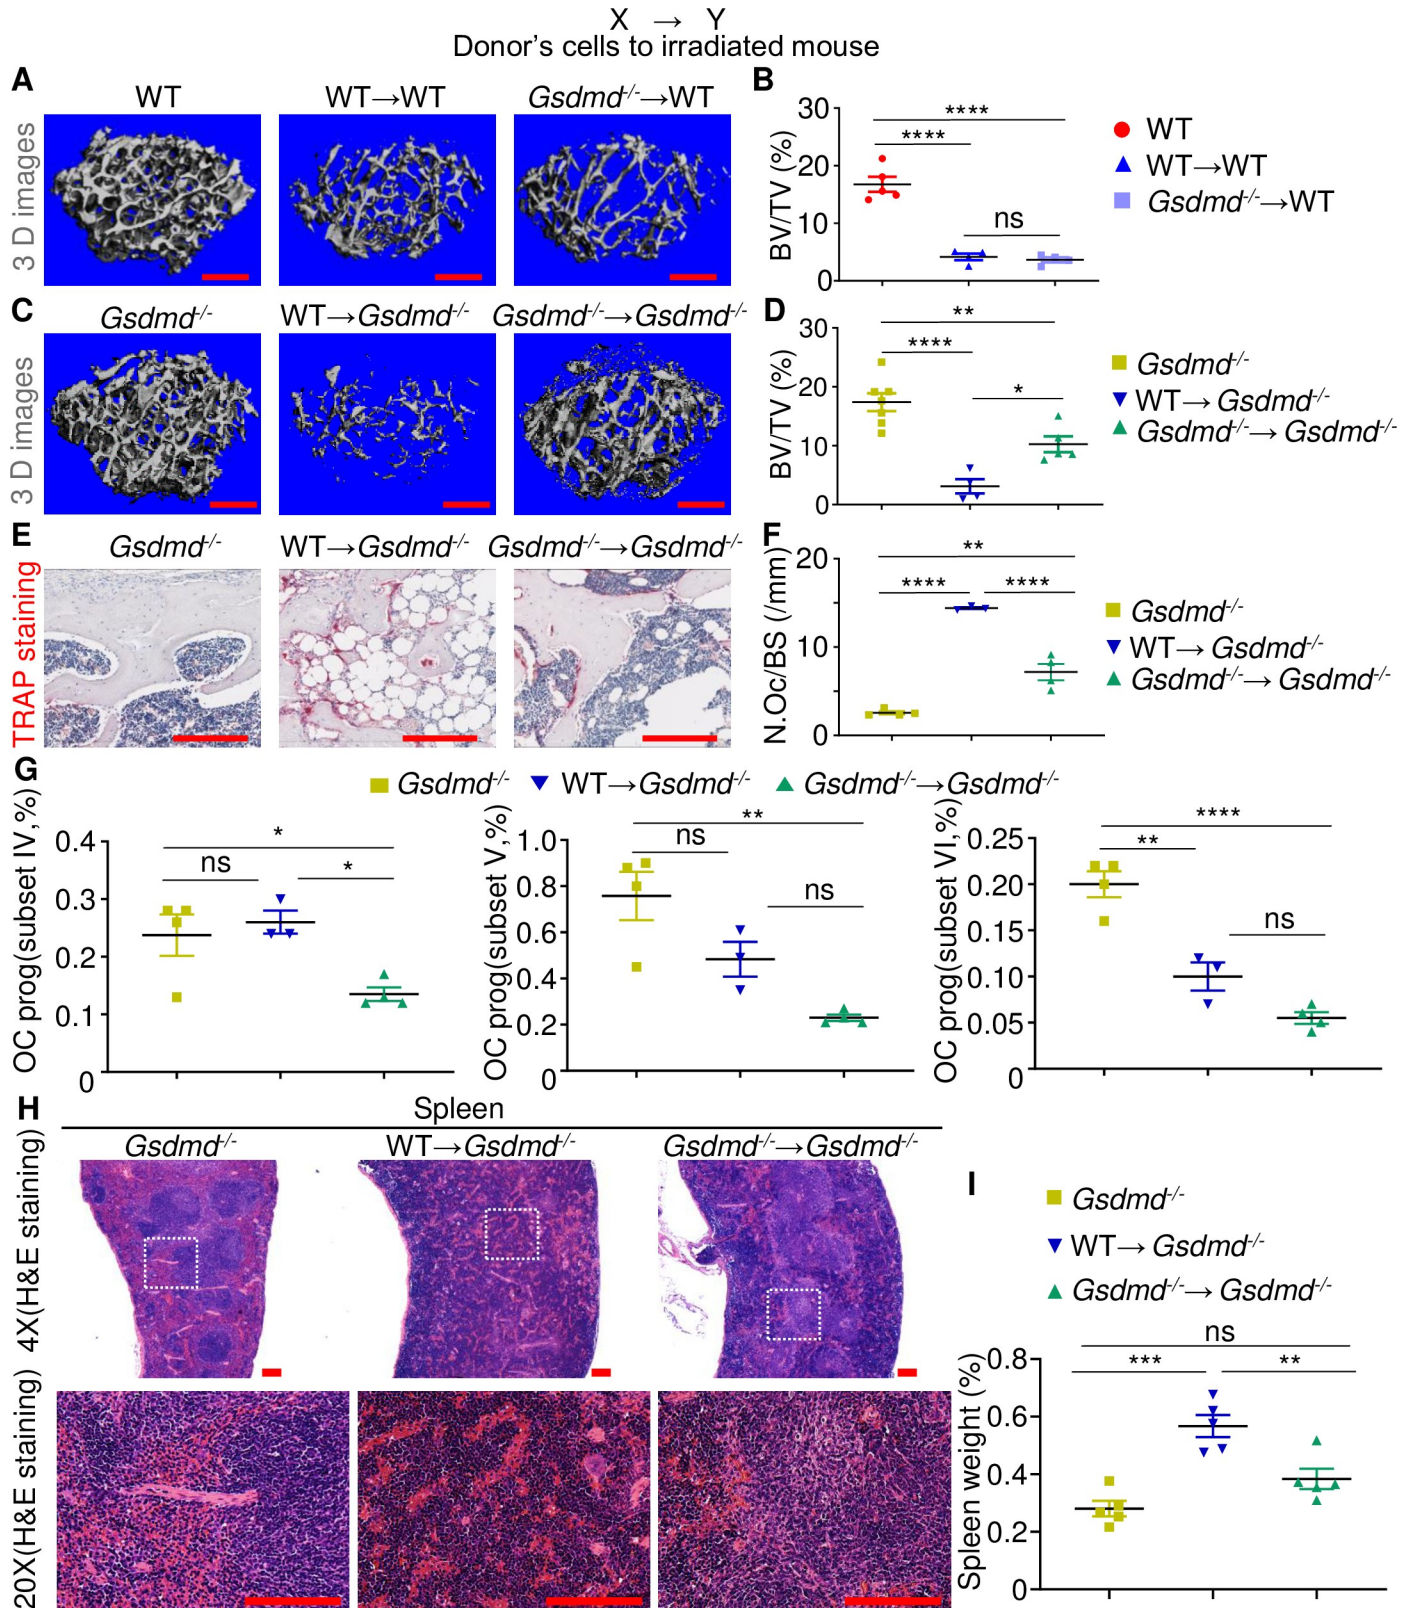 X → Y
Donor's cells to irradiated mouse
A
WT
WT→WT
Gsdmd-/-→WT
3 D images
B
BV/TV (%)
30
20
10
0
****
****
ns
WT
WT→WT
Gsdmd-/-→WT
C
Gsdmd-/-
WT→Gsdmd-/-
Gsdmd-/-→Gsdmd-/-
3 D images
D
BV/TV (%)
30
20
10
0
**
****
*
Gsdmd-/-
WT→Gsdmd-/-
Gsdmd-/-→Gsdmd-/-
E
Gsdmd-/-
WT→Gsdmd-/-
Gsdmd-/-→Gsdmd-/-
TRAP staining
F
N.Oc/BS (/mm)
20
10
0
**
****
****
Gsdmd-/-
WT→Gsdmd-/-
Gsdmd-/-→Gsdmd-/-
G
Gsdmd-/-
WT→Gsdmd-/-
Gsdmd-/-→Gsdmd-/-
OC prog(subset IV,%)
0.4
0.3
0.2
0.1
0
*
ns
*
OC prog(subset V,%)
1.0
0.8
0.6
0.4
0.2
0
**
ns
ns
OC prog(subset VI,%)
0.25
0.20
0.15
0.10
0.05
0
****
**
ns
H
Spleen
Gsdmd-/-
WT→Gsdmd-/-
Gsdmd-/-→Gsdmd-/-
4X(H&E staining)
20X(H&E staining)
I
Gsdmd-/-
WT→Gsdmd-/-
Gsdmd-/-→Gsdmd-/-
Spleen weight (%)
0.8
0.6
0.4
0.2
0
ns
***
**